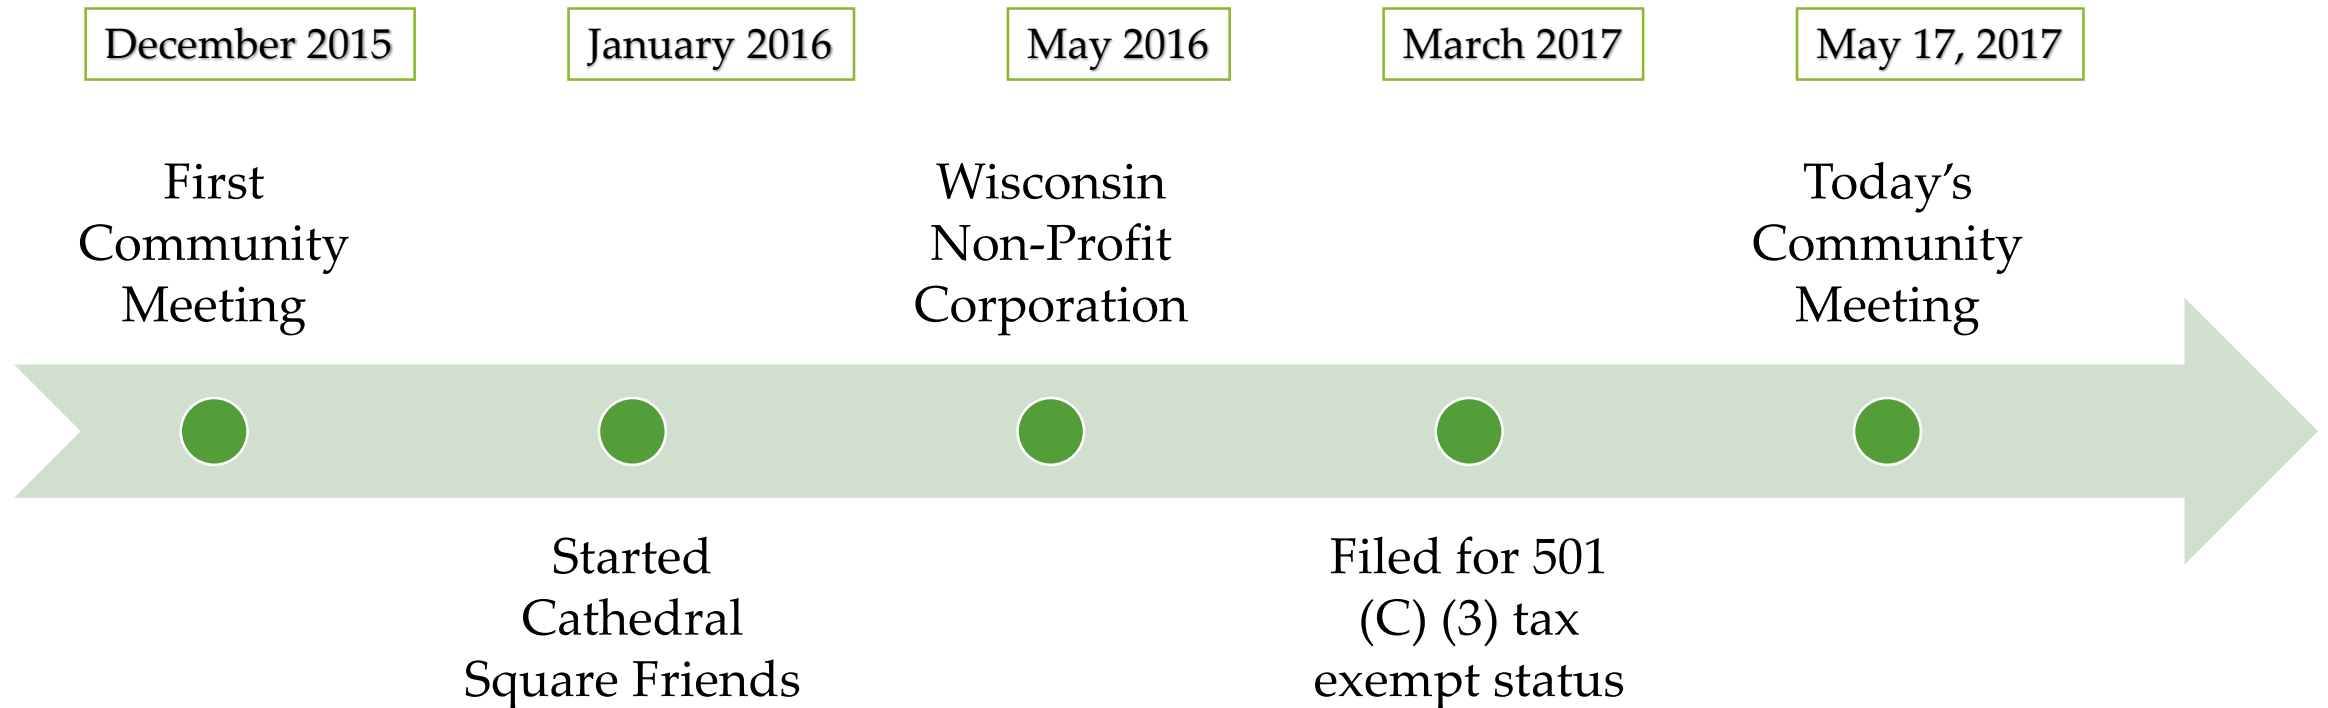 December 2015
January 2016
May 2016
March 2017
May 17, 2017
First
Community
Meeting
Wisconsin
Non-Profit
Corporation
Today’s
Community
Meeting
Started
Cathedral
Square Friends
Filed for 501
(C) (3) tax
exempt status